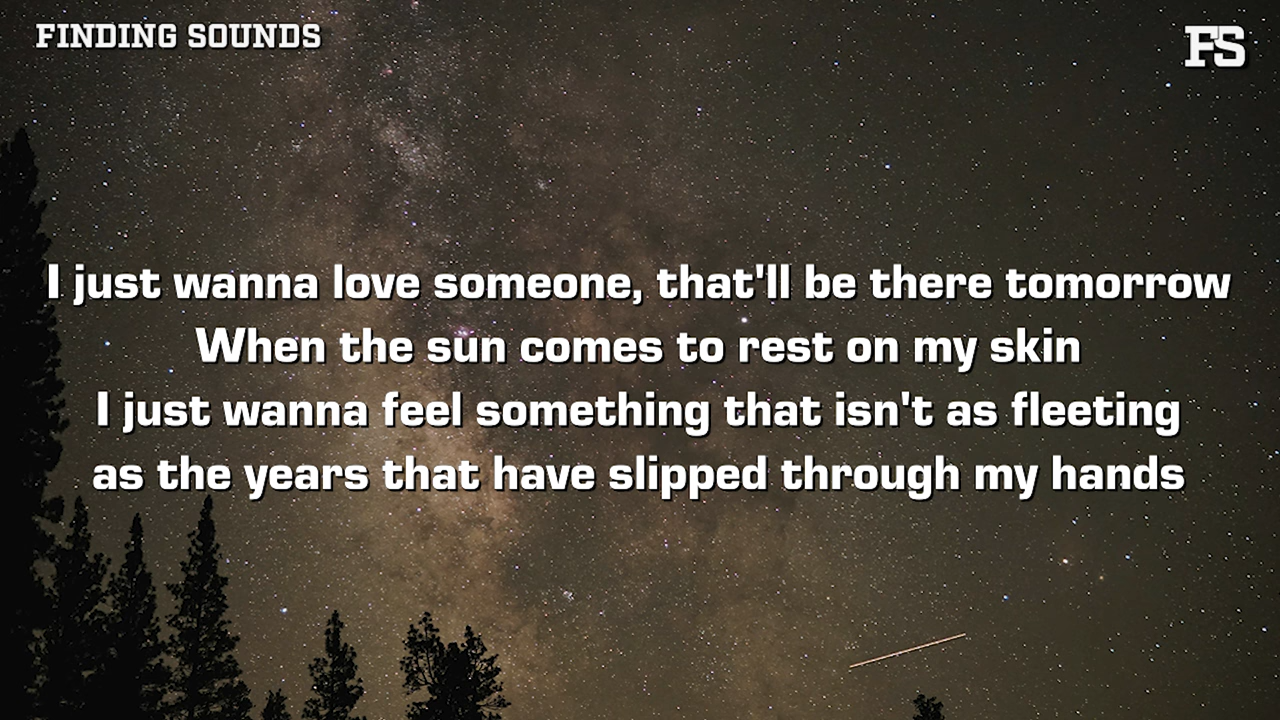 FINDING SOUNDS
FS
I just wanna love someone, that'll be there tomorrow
When the sun comes to rest on my skin
I just wanna feel something that isn't as fleeting
as the years that have slipped through my hands